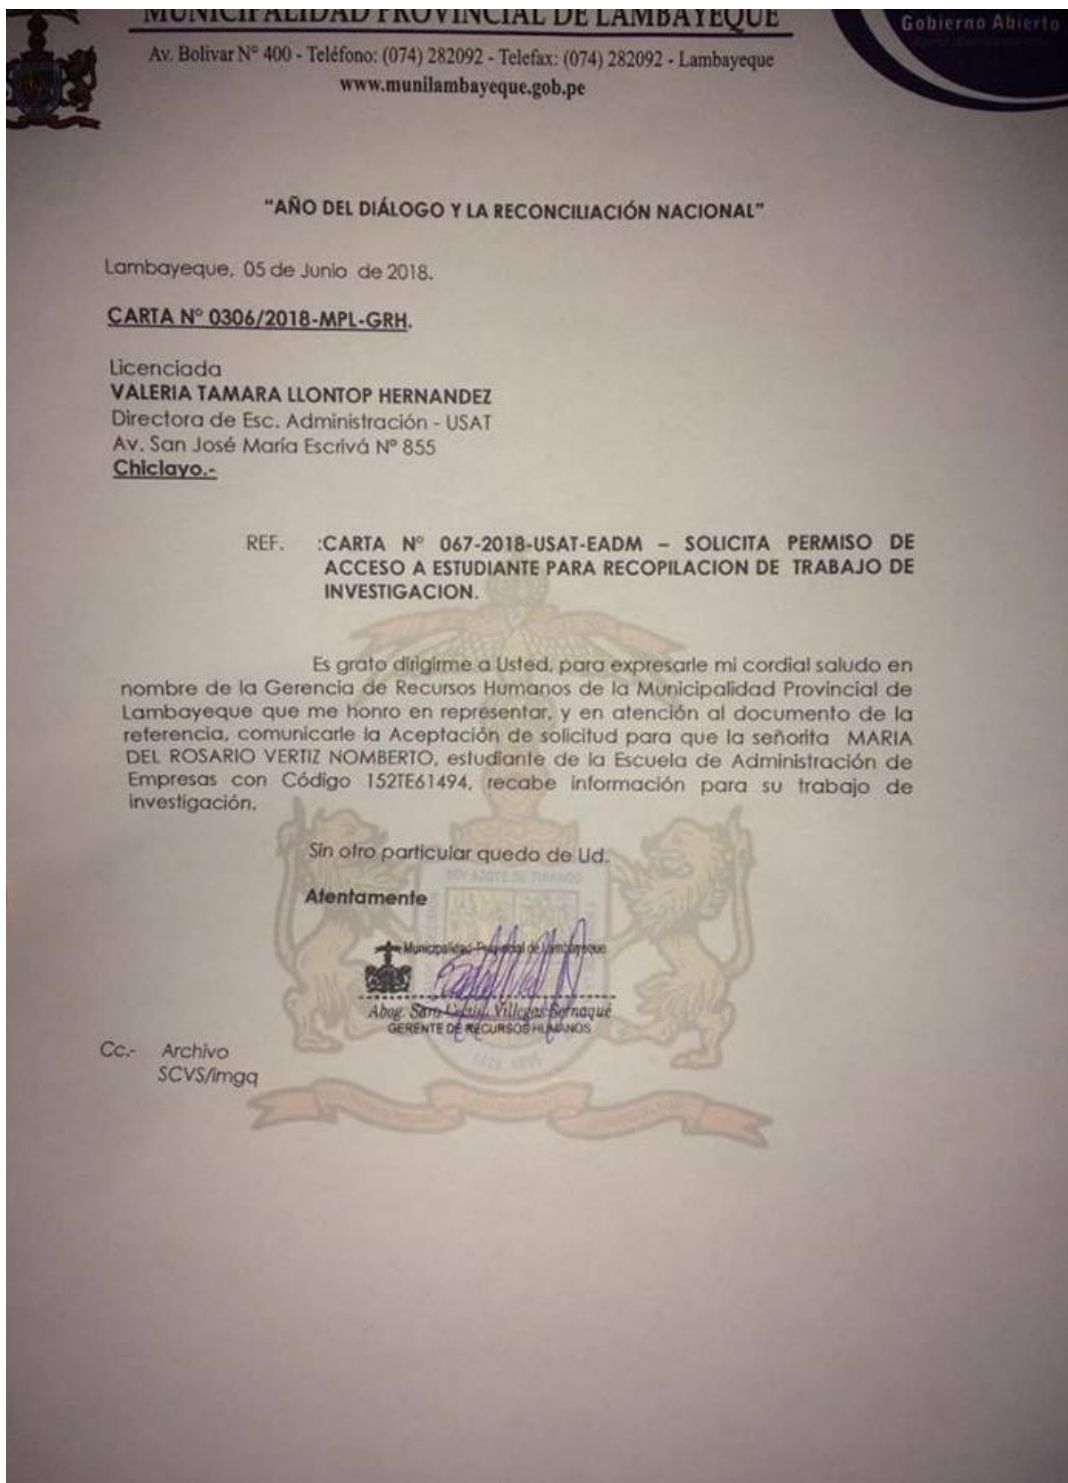 MUNICIPALIDAD PROVINCIAL DE LAMBAYEQUE
Gobierno Abierto
Av. Bolivar N° 400 - Teléfono: (074) 282092 - Telefax: (074) 282092 - Lambayeque
www.munilambayeque.gob.pe
"AÑO DEL DIÁLOGO Y LA RECONCILIACIÓN NACIONAL"
Lambayeque, 05 de Junio de 2018.
CARTA N° 0306/2018-MPL-GRH.
Licenciada
VALERIA TAMARA LLONTOP HERNANDEZ
Directora de Esc. Administración - USAT
Av. San José María Escrivá N° 855
Chiclayo.-
REF. :CARTA N° 067-2018-USAT-EADM – SOLICITA PERMISO DE
ACCESO A ESTUDIANTE PARA RECOPILACION DE TRABAJO DE
INVESTIGACION.
Es grato dirigirme a Usted, para expresarle mi cordial saludo en
nombre de la Gerencia de Recursos Humanos de la Municipalidad Provincial de
Lambayeque que me honro en representar, y en atención al documento de la
referencia, comunicarle la Aceptación de solicitud para que la señorita MARIA
DEL ROSARIO VERTIZ NOMBERTO, estudiante de la Escuela de Administración de
Empresas con Código 152TE61494, recabe información para su trabajo de
investigación.
Sin otro particular quedo de Ud.
SOY AZOTE DE TIRANOS
Atentamente
Municipalidad Provincial de Lambayeque
Abog. Sara Villegas Bernaqué
GERENTE DE RECURSOS HUMANOS
Cc.- Archivo
SCVS/imgq